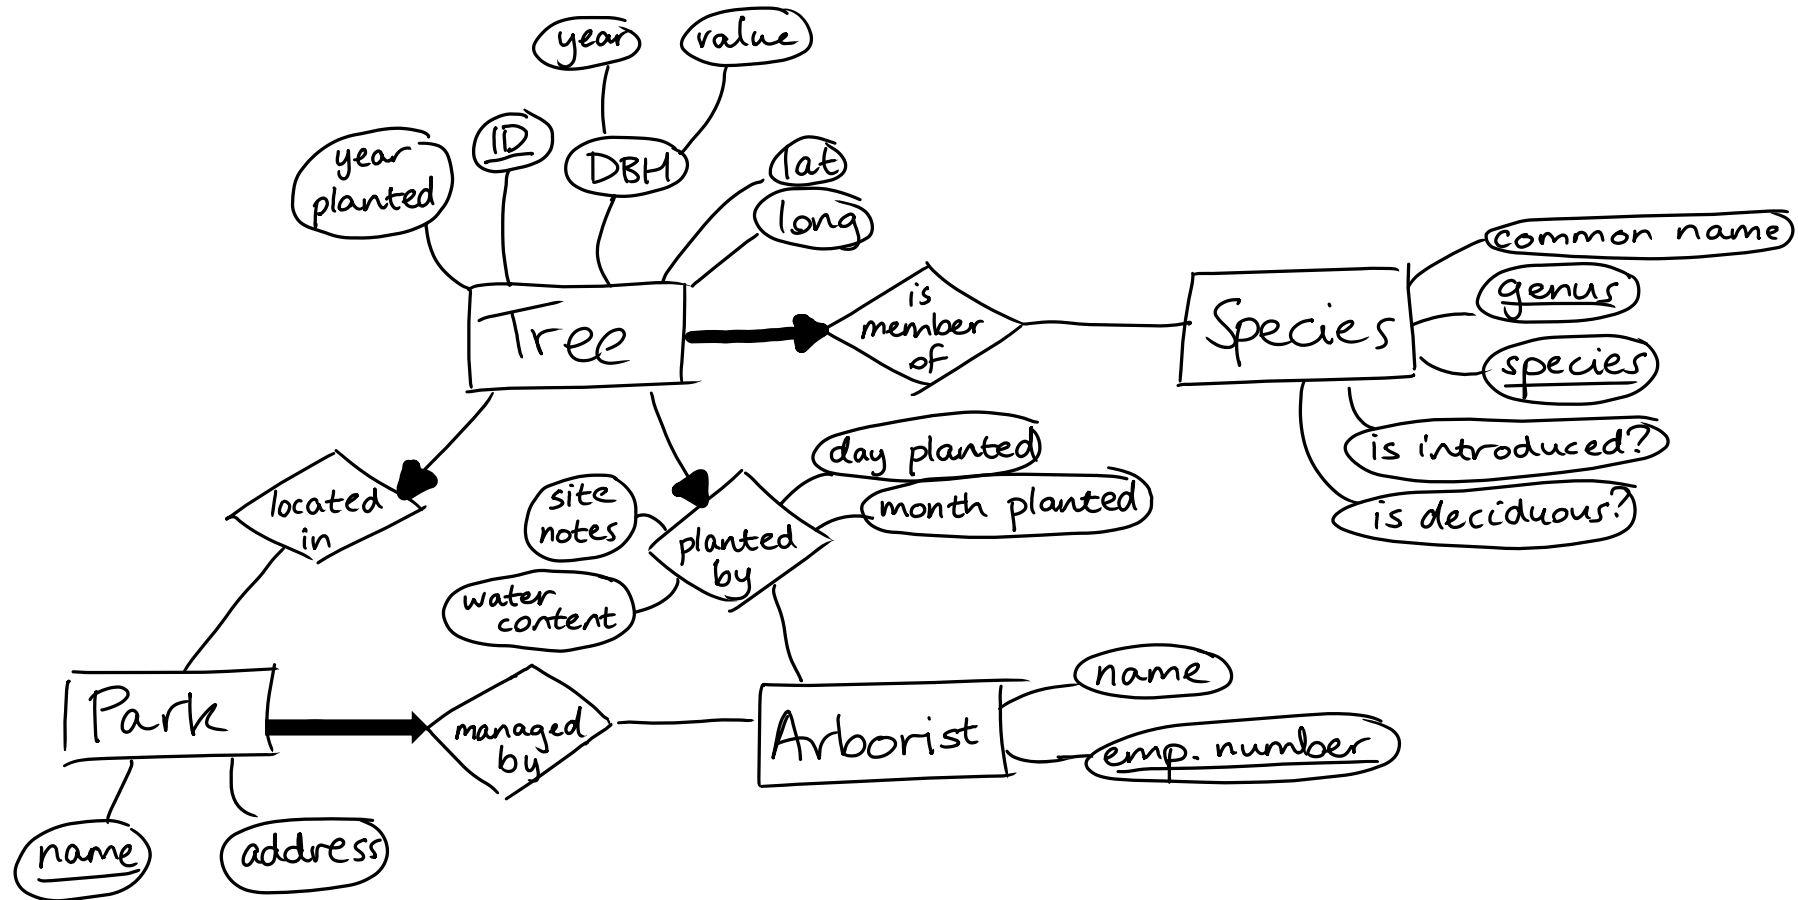 year
value
ID
DBH
year
planted
lat
long
Tree
is
member
of
Species
common name
genus
species
is introduced?
is deciduous?
located
in
planted
by
day planted
month planted
site
notes
water
content
Park
managed
by
Arborist
name
emp. number
name
address